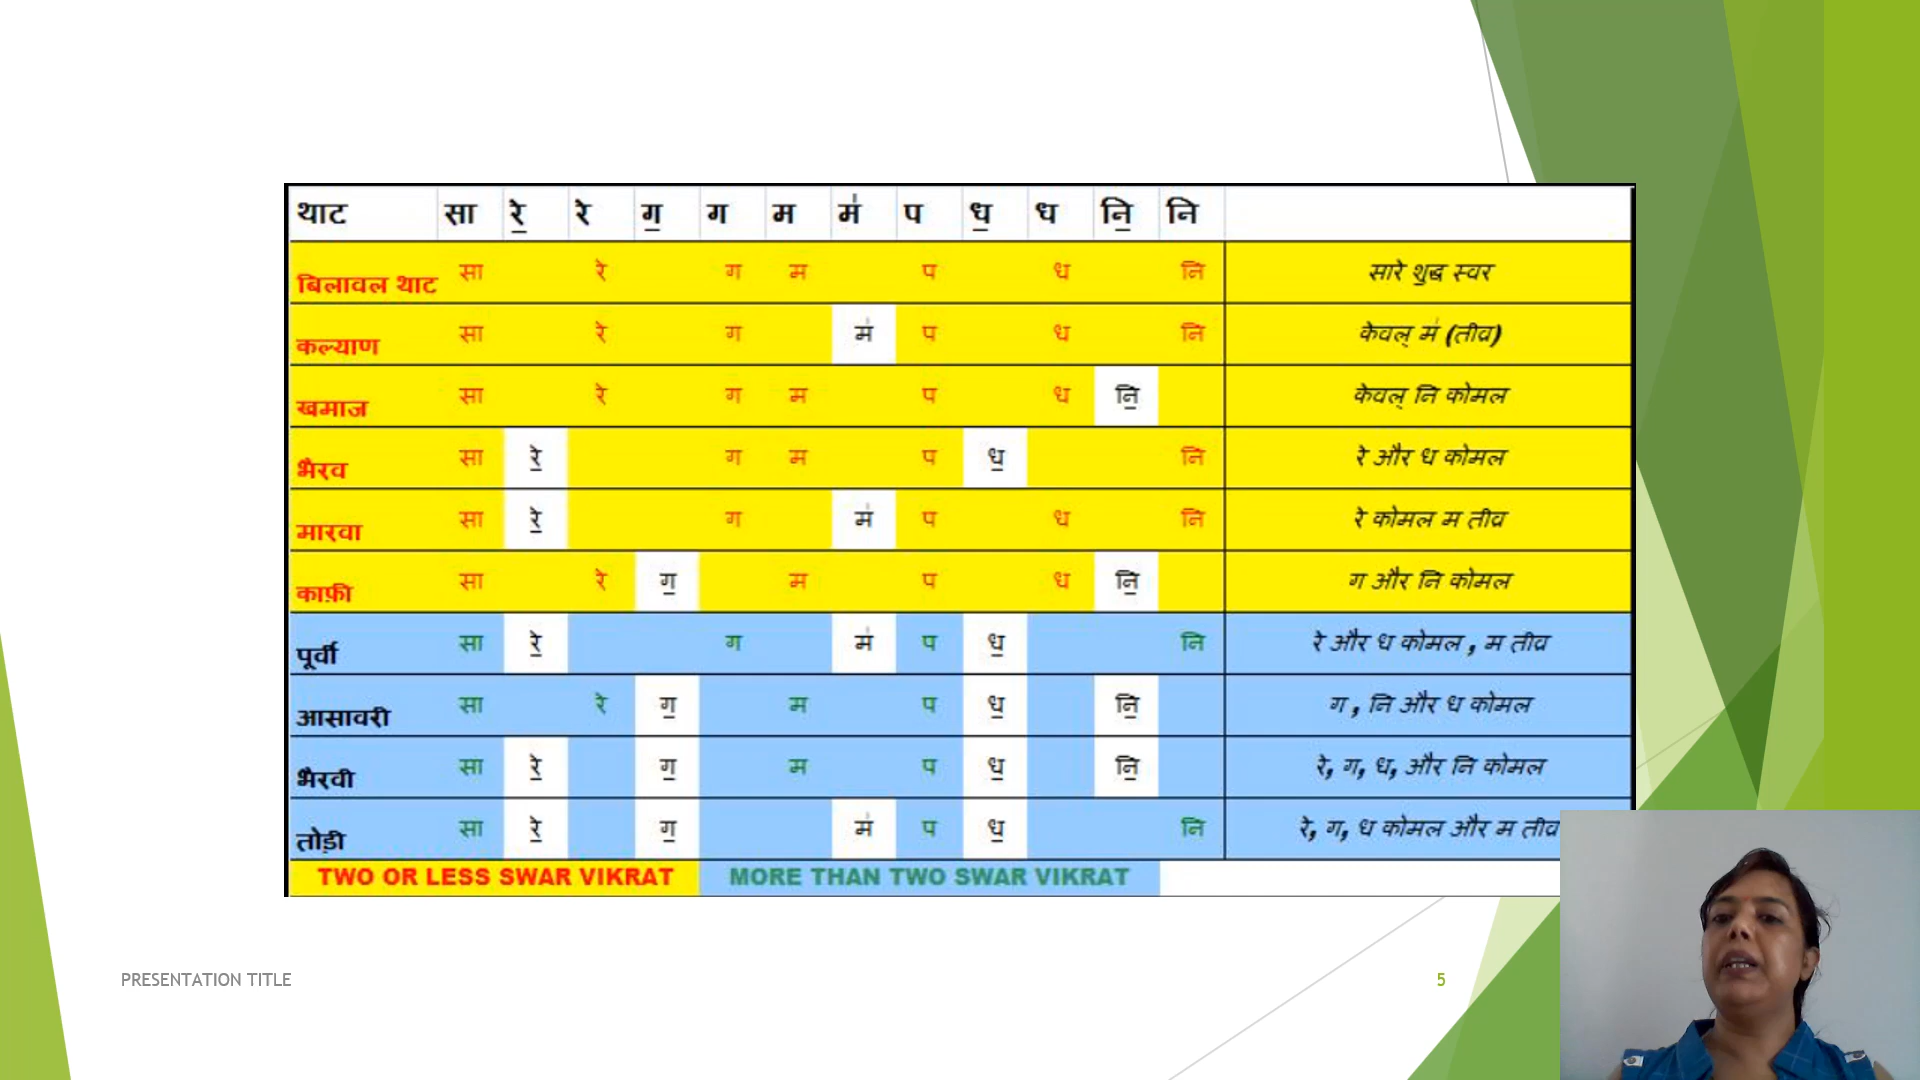 थाट सा रे॒ रे ग॒ ग म म॑ प ध॒ ध नि॒ नि
बिलावल थाट सा रे ग म प ध नि सारे शुद्ध स्वर
कल्याण सा रे ग म॑ प ध नि केवल् म॑ (तीव्र)
खमाज सा रे ग म प ध नि॒ केवल् नि कोमल
भैरव सा रे॒ ग म प ध॒ नि रे और ध कोमल
मारवा सा रे॒ ग म॑ प ध नि रे कोमल म तीव्र
काफ़ी सा रे ग॒ म प ध नि॒ ग और नि कोमल
पूर्वी सा रे॒ ग म॑ प ध॒ नि रे और ध कोमल , म तीव्र
आसावरी सा रे ग॒ म प ध॒ नि॒ ग , नि और ध कोमल
भैरवी सा रे॒ ग॒ म प ध॒ नि॒ रे, ग, ध, और नि कोमल
तोड़ी सा रे॒ ग॒ म॑ प ध॒ नि रे, ग, ध कोमल और म तीव्र
TWO OR LESS SWAR VIKRAT MORE THAN TWO SWAR VIKRAT
PRESENTATION TITLE 5